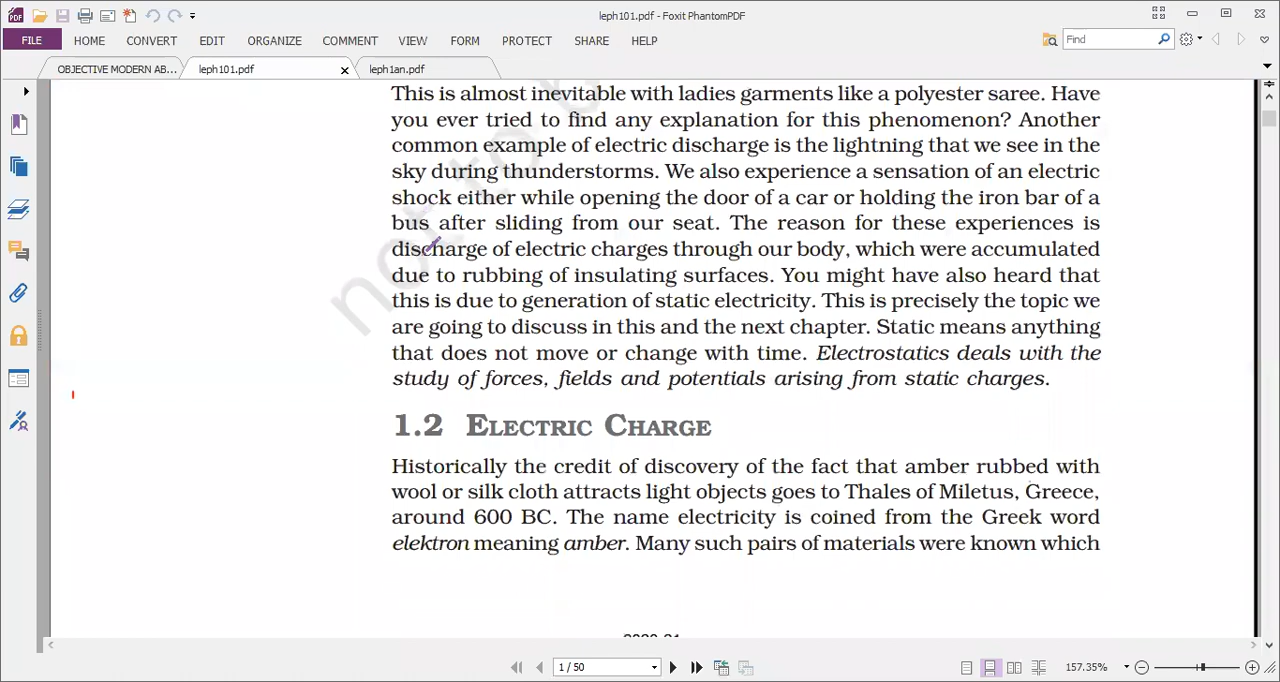 leph101.pdf - Foxit PhantomPDF
FILE HOME CONVERT EDIT ORGANIZE COMMENT VIEW FORM PROTECT SHARE HELP Find
OBJECTIVE MODERN AB... leph101.pdf leph1an.pdf
This is almost inevitable with ladies garments like a polyester saree. Have
you ever tried to find any explanation for this phenomenon? Another
common example of electric discharge is the lightning that we see in the
sky during thunderstorms. We also experience a sensation of an electric
shock either while opening the door of a car or holding the iron bar of a
bus after sliding from our seat. The reason for these experiences is
discharge of electric charges through our body, which were accumulated
due to rubbing of insulating surfaces. You might have also heard that
this is due to generation of static electricity. This is precisely the topic we
are going to discuss in this and the next chapter. Static means anything
that does not move or change with time. Electrostatics deals with the
study of forces, fields and potentials arising from static charges.
not to
1.2 ELECTRIC CHARGE
Historically the credit of discovery of the fact that amber rubbed with
wool or silk cloth attracts light objects goes to Thales of Miletus, Greece,
around 600 BC. The name electricity is coined from the Greek word
elektron meaning amber. Many such pairs of materials were known which
1 / 50 157.35%